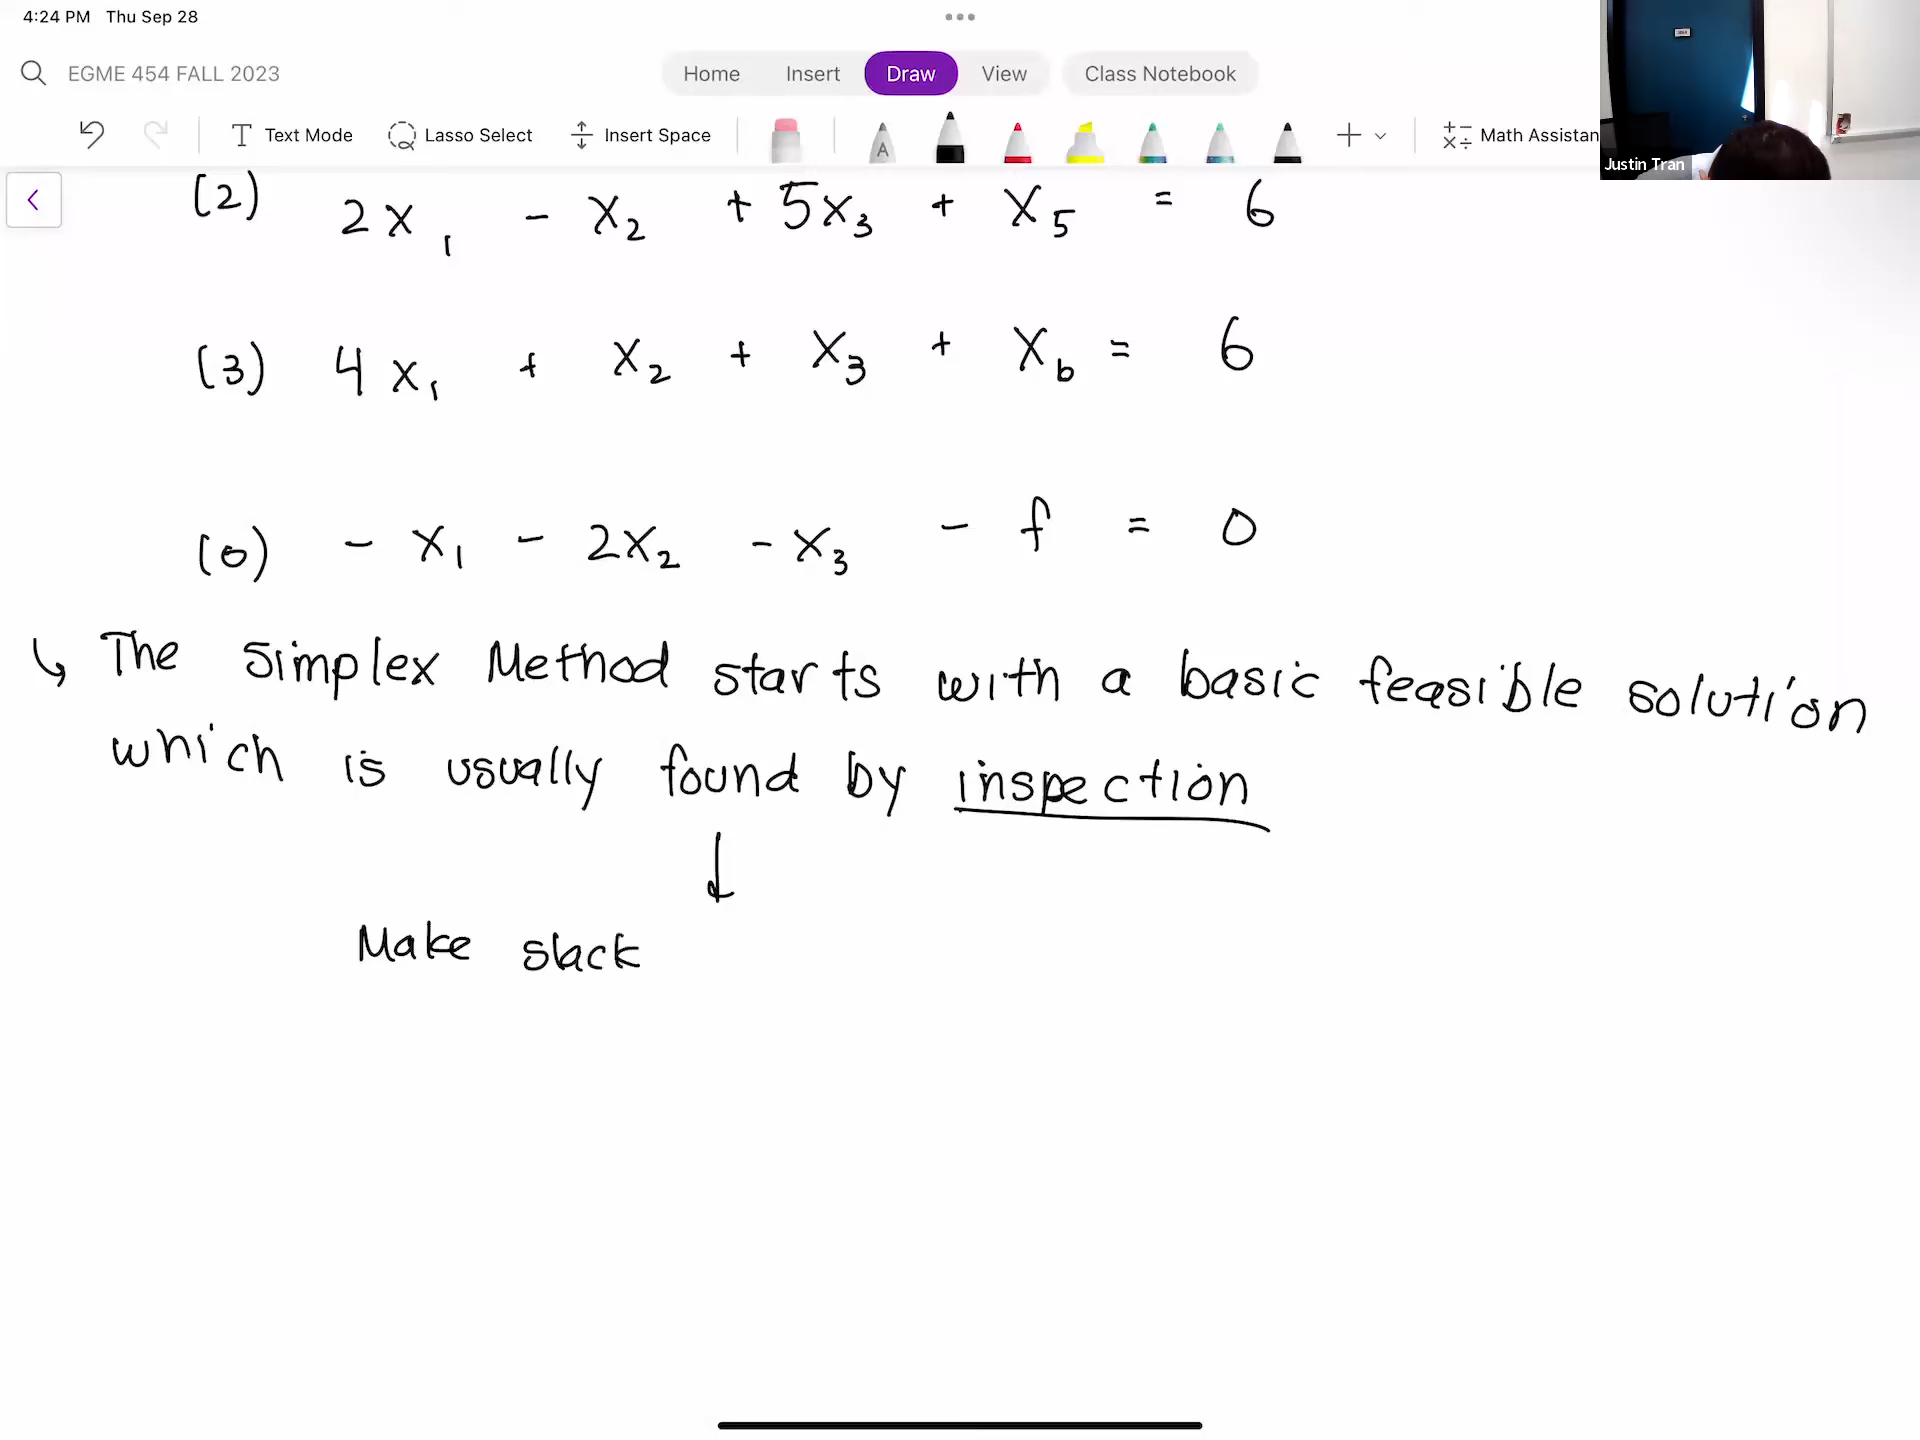 4:24 PM Thu Sep 28
EGME 454 FALL 2023
Home Insert Draw View Class Notebook
Text Mode Lasso Select Insert Space Math Assistan
Justin Tran
(2) 2x₁ - x₂ + 5x₃ + x₅ = 6
(3) 4x₁ + x₂ + x₃ + x₆ = 6
(0) - x₁ - 2x₂ - x₃ - f = 0
↳ The simplex Method starts with a basic feasible solution
which is usually found by inspection
↓
Make slack